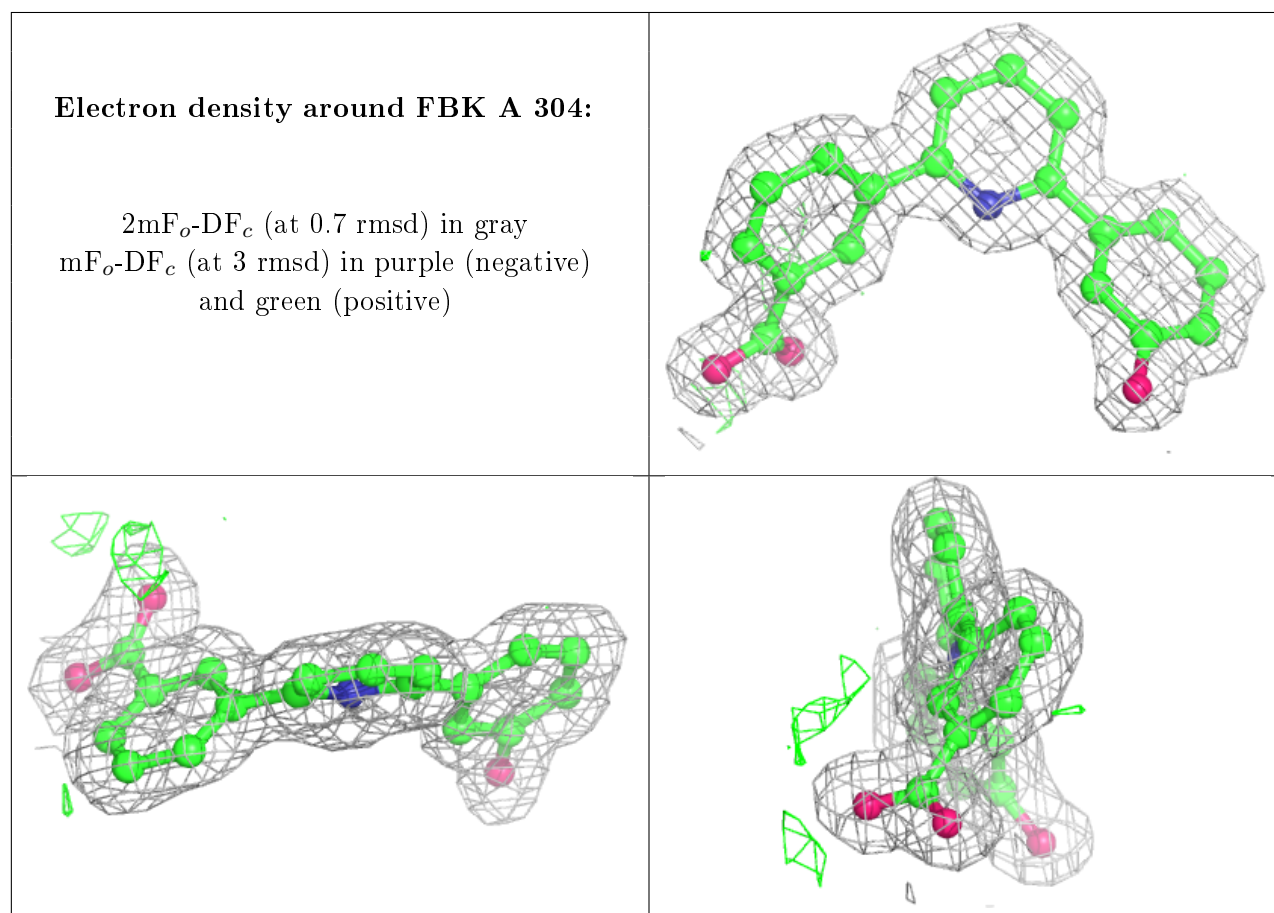 Electron density around FBK A 304:
2mFₒ-DF𝒸 (at 0.7 rmsd) in gray
mFₒ-DF𝒸 (at 3 rmsd) in purple (negative)
and green (positive)